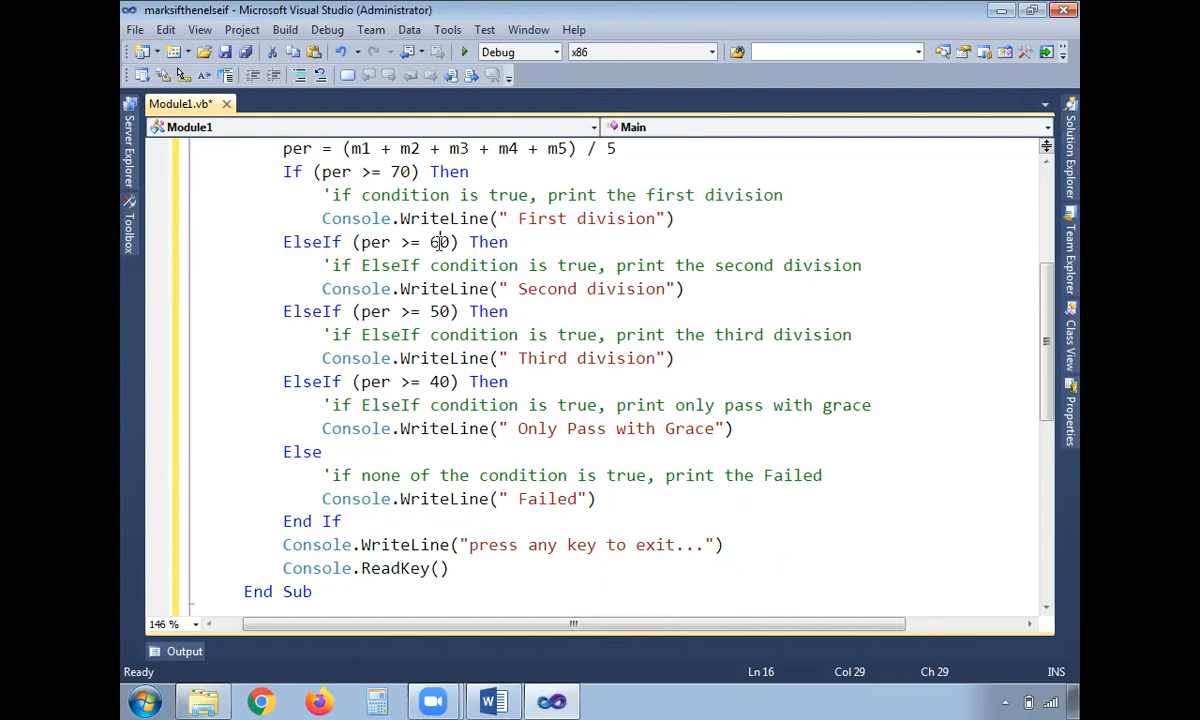 marksifthenelseif - Microsoft Visual Studio (Administrator)
File Edit View Project Build Debug Team Data Tools Test Window Help
Debug x86
Module1.vb*
Module1 Main
per = (m1 + m2 + m3 + m4 + m5) / 5
If (per >= 70) Then
'if condition is true, print the first division
Console.WriteLine(" First division")
ElseIf (per >= 60) Then
'if ElseIf condition is true, print the second division
Console.WriteLine(" Second division")
ElseIf (per >= 50) Then
'if ElseIf condition is true, print the third division
Console.WriteLine(" Third division")
ElseIf (per >= 40) Then
'if ElseIf condition is true, print only pass with grace
Console.WriteLine(" Only Pass with Grace")
Else
'if none of the condition is true, print the Failed
Console.WriteLine(" Failed")
End If
Console.WriteLine("press any key to exit...")
Console.ReadKey()
End Sub
146 %
Output
Ready Ln 16 Col 29 Ch 29 INS
Server Explorer
Toolbox
Solution Explorer
Team Explorer
Class View
Properties